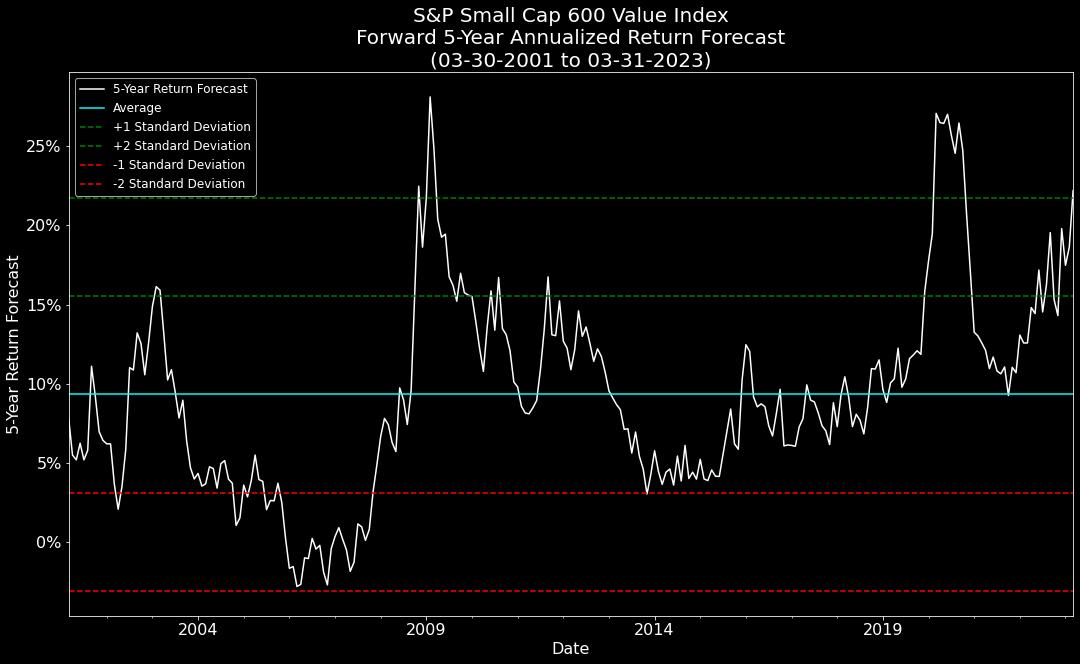 S&P Small Cap 600 Value Index
Forward 5-Year Annualized Return Forecast
(03-30-2001 to 03-31-2023)
5-Year Return Forecast
Average
+1 Standard Deviation
+2 Standard Deviation
-1 Standard Deviation
-2 Standard Deviation
25%
20%
15%
10%
5%
0%
5-Year Return Forecast
2004 2009 2014 2019
Date